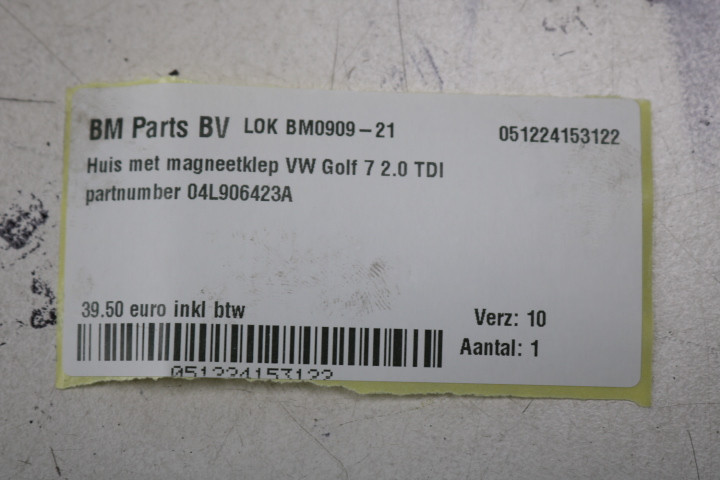 BM Parts BV LOK BM0909-21 051224153122
Huis met magneetklep VW Golf 7 2.0 TDI
partnumber 04L906423A
39.50 euro inkl btw Verz: 10
Aantal: 1
051224153122